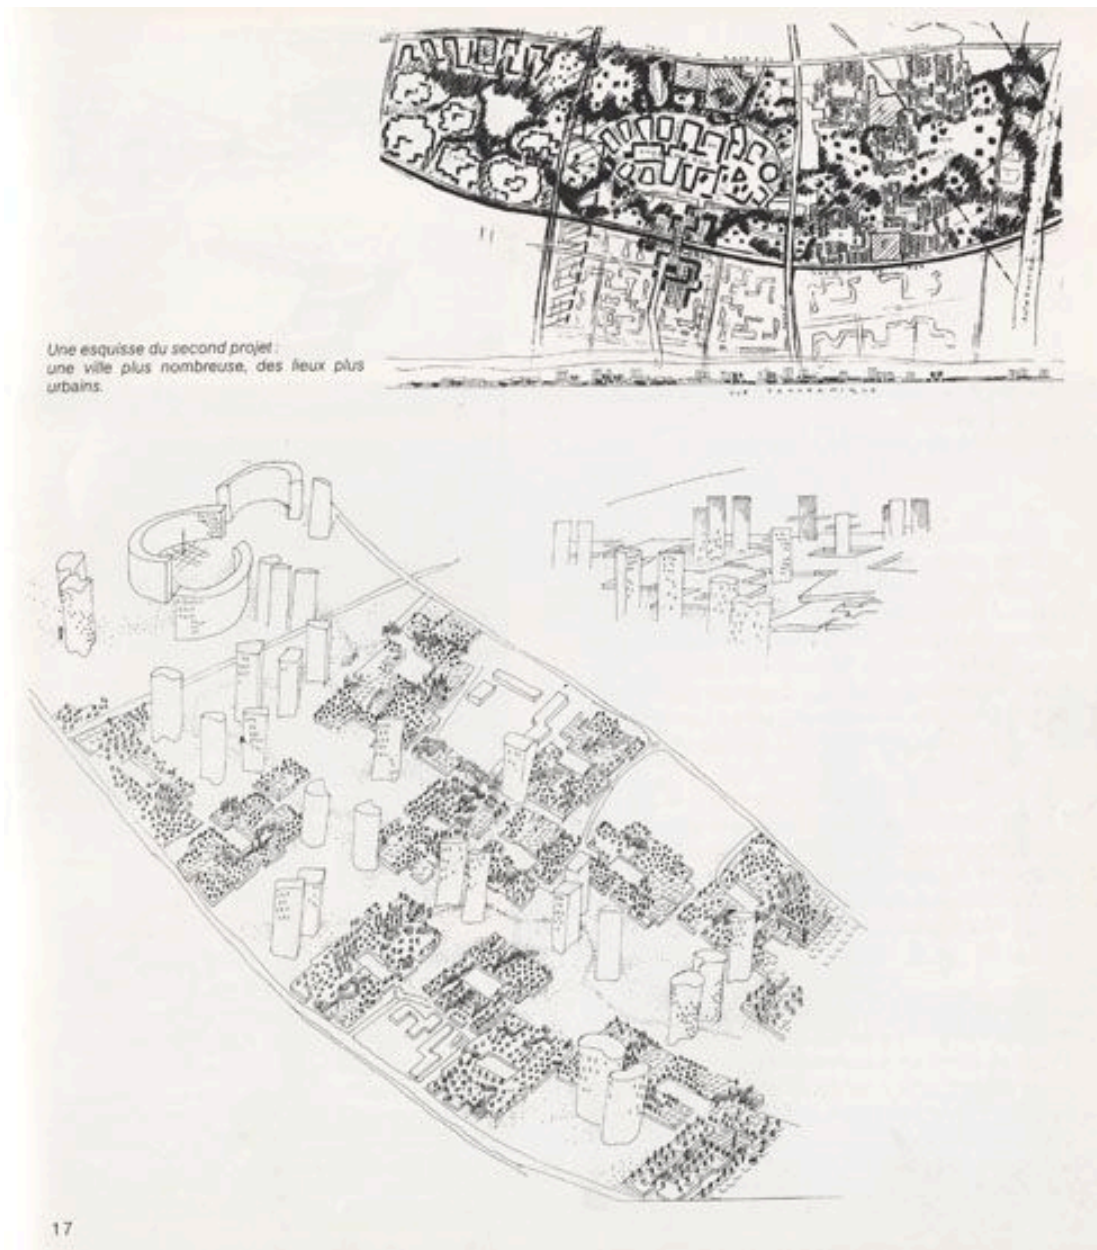 Une esquisse du second projet :
une ville plus nombreuse, des lieux plus
urbains.
17